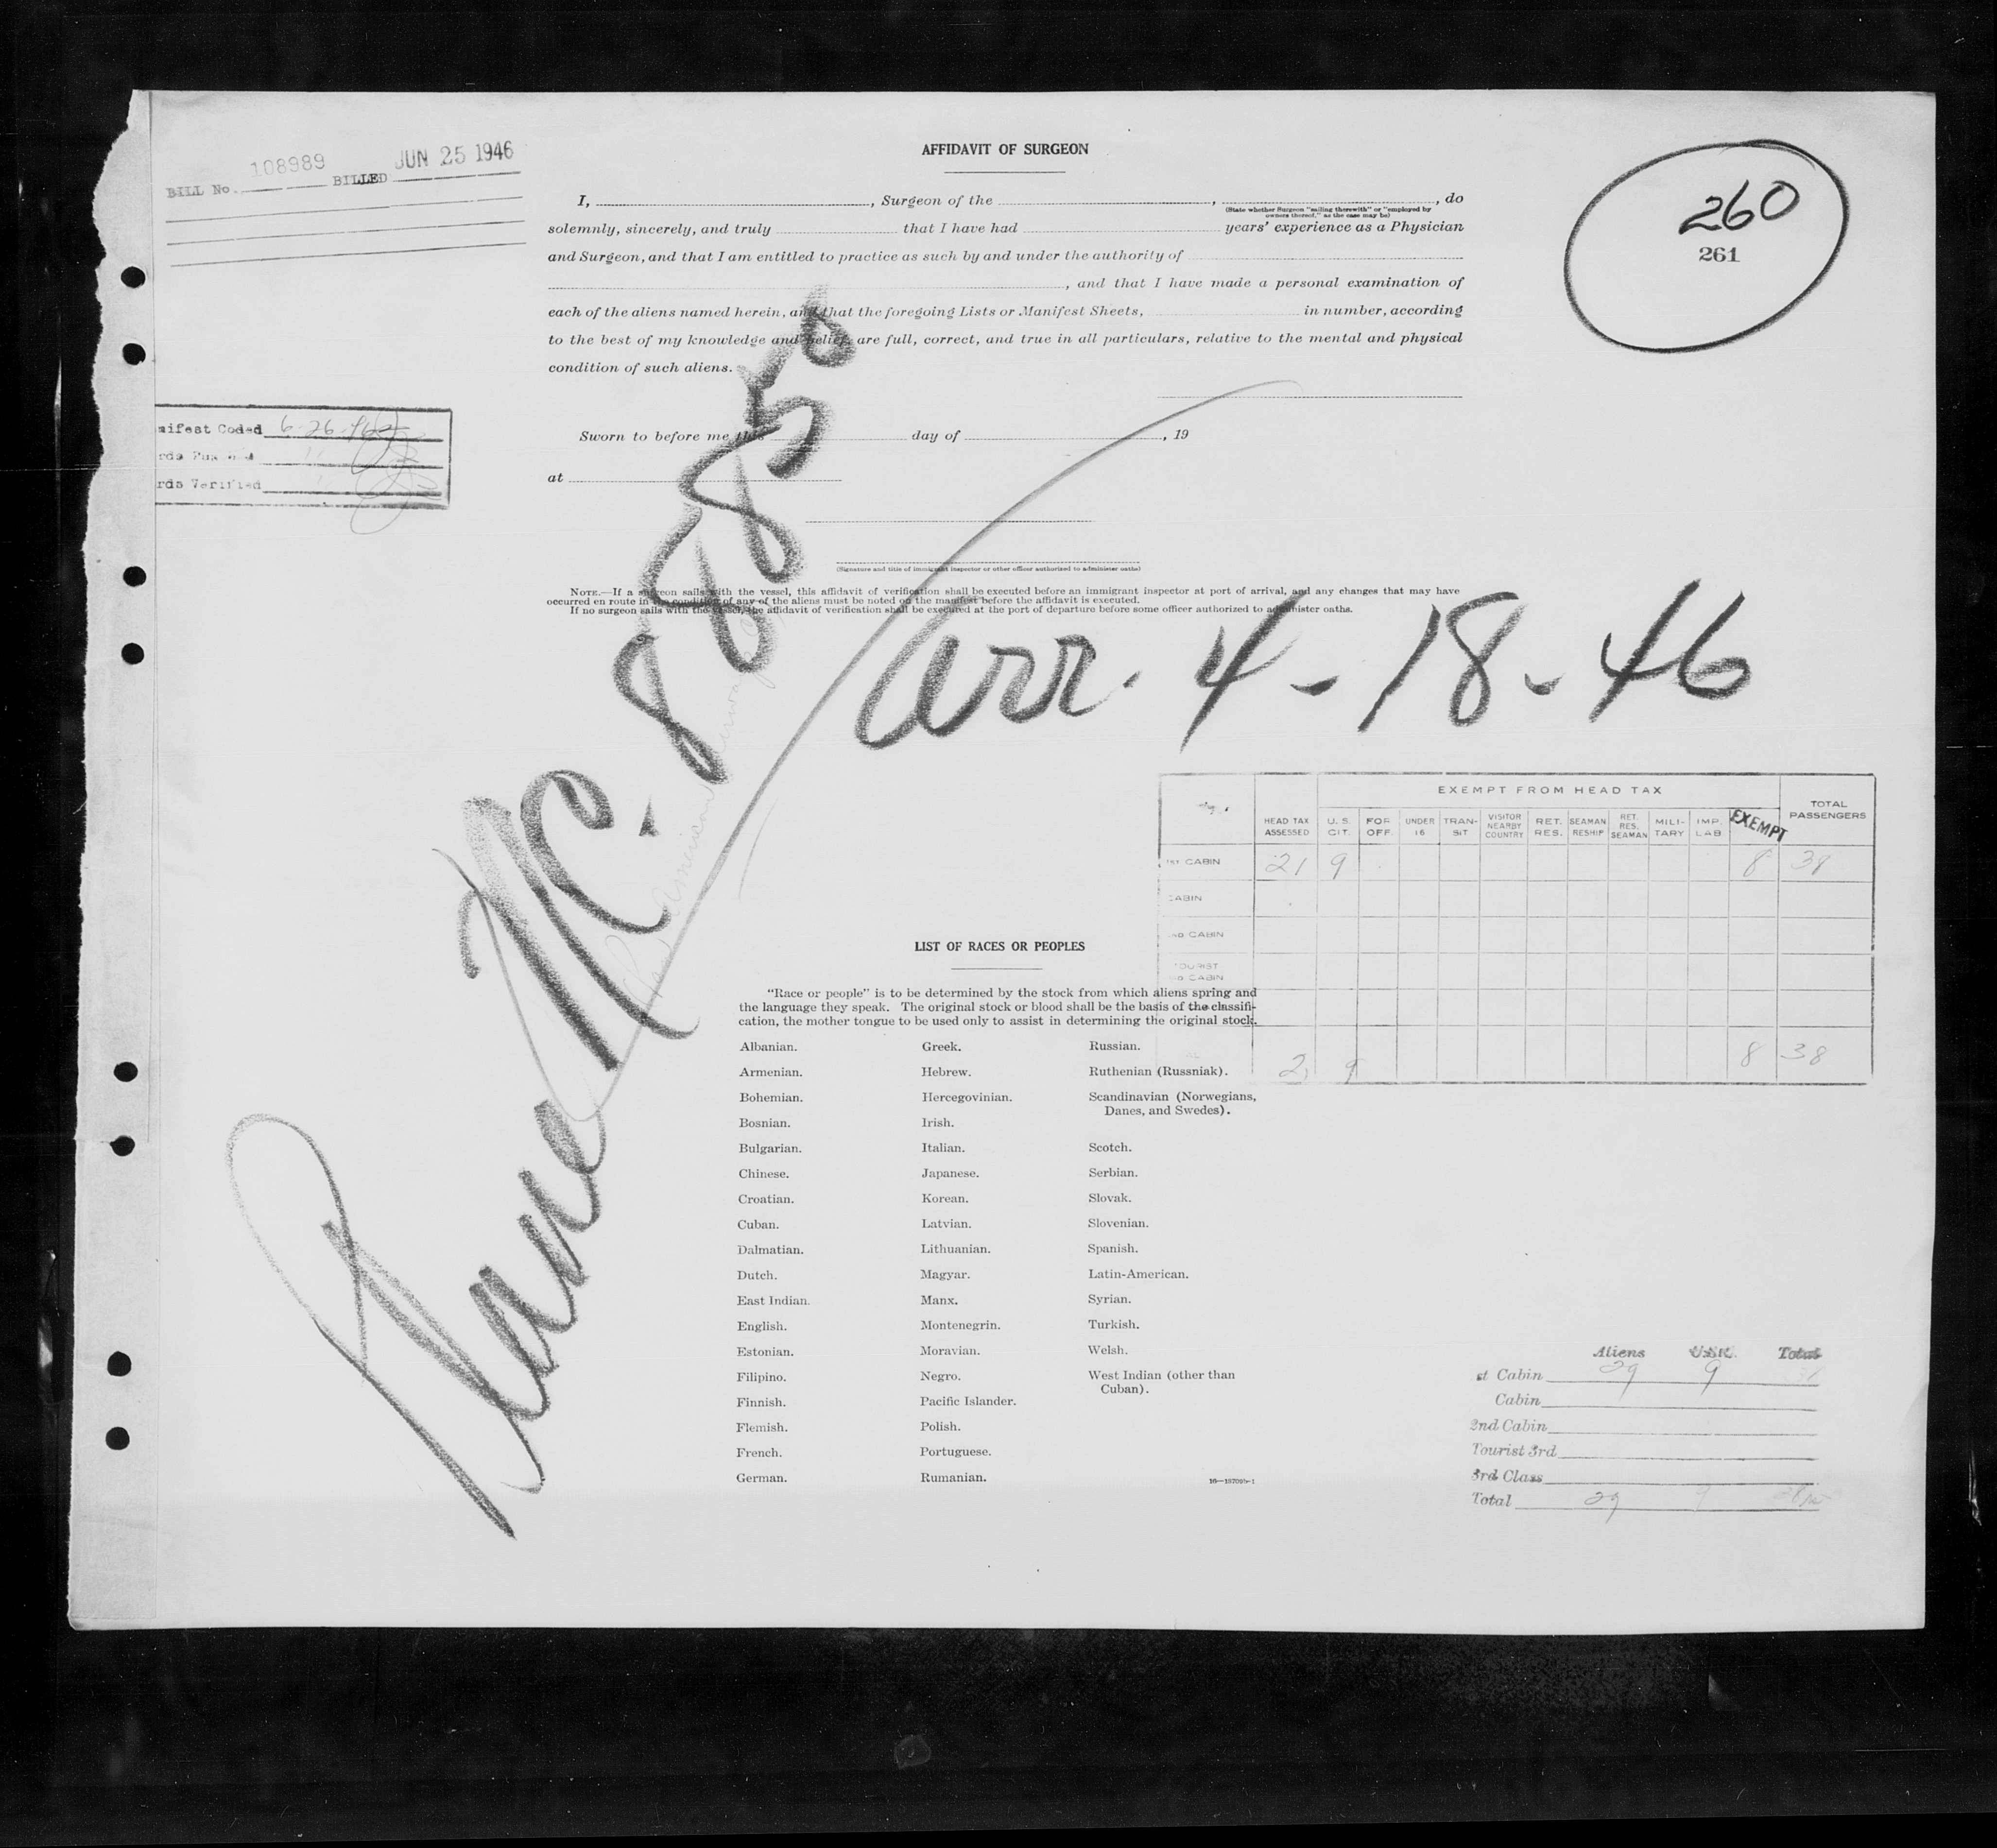 BILL No. 108989 BILLED JUN 25 1946
AFFIDAVIT OF SURGEON
260
261
I, , Surgeon of the , , do
(State whether Surgeon "sailing therewith" or "employed by
owners thereof," as the case may be)
solemnly, sincerely, and truly that I have had years' experience as a Physician
and Surgeon, and that I am entitled to practice as such by and under the authority of
, and that I have made a personal examination of
each of the aliens named herein, and that the foregoing Lists or Manifest Sheets, in number, according
to the best of my knowledge and belief, are full, correct, and true in all particulars, relative to the mental and physical
condition of such aliens.
nifest Coded 6-26-46
rds Pun
rds Verified
Sworn to before me this day of , 19
at
(Signature and title of immigrant inspector or other officer authorized to administer oaths)
NOTE.—If a surgeon sails with the vessel, this affidavit of verification shall be executed before an immigrant inspector at port of arrival, and any changes that may have
occurred en route in the condition of any of the aliens must be noted on the manifest before the affidavit is executed.
If no surgeon sails with the vessel, the affidavit of verification shall be executed at the port of departure before some officer authorized to administer oaths.
Plane NC. 88850
arr. 4-18-46
EXEMPT FROM HEAD TAX
HEAD TAX ASSESSED
U. S. CIT.
FOR OFF.
UNDER 16
TRAN-SIT
VISITOR NEARBY COUNTRY
RET. RES.
SEAMAN RESHIP
RET. RES. SEAMAN
MILI-TARY
IMP. LAB
EXEMPT
TOTAL PASSENGERS
1ST CABIN 21 9 8 38
CABIN
ND CABIN
TOURIST
RD CABIN
2 9 8 38
LIST OF RACES OR PEOPLES
"Race or people" is to be determined by the stock from which aliens spring and
the language they speak. The original stock or blood shall be the basis of the classifi-
cation, the mother tongue to be used only to assist in determining the original stock.
Albanian.
Armenian.
Bohemian.
Bosnian.
Bulgarian.
Chinese.
Croatian.
Cuban.
Dalmatian.
Dutch.
East Indian.
English.
Estonian.
Filipino.
Finnish.
Flemish.
French.
German.
Greek.
Hebrew.
Hercegovinian.
Irish.
Italian.
Japanese.
Korean.
Latvian.
Lithuanian.
Magyar.
Manx.
Montenegrin.
Moravian.
Negro.
Pacific Islander.
Polish.
Portuguese.
Rumanian.
Russian.
Ruthenian (Russniak).
Scandinavian (Norwegians,
Danes, and Swedes).
Scotch.
Serbian.
Slovak.
Slovenian.
Spanish.
Latin-American.
Syrian.
Turkish.
Welsh.
West Indian (other than
Cuban).
Aliens Total
st Cabin 29 9
Cabin
2nd Cabin
Tourist 3rd
3rd Class
Total 29 9